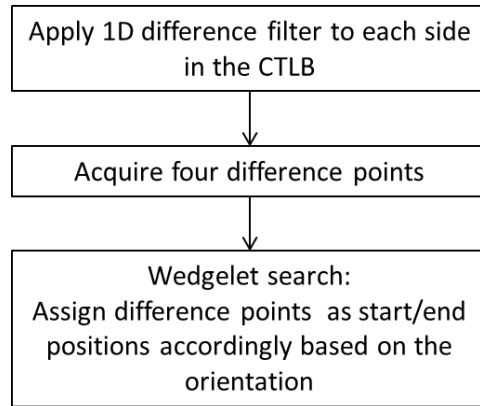 Apply 1D difference filter to each side
in the CTLB
Acquire four difference points
Wedgelet search:
Assign difference points as start/end
positions accordingly based on the
orientation